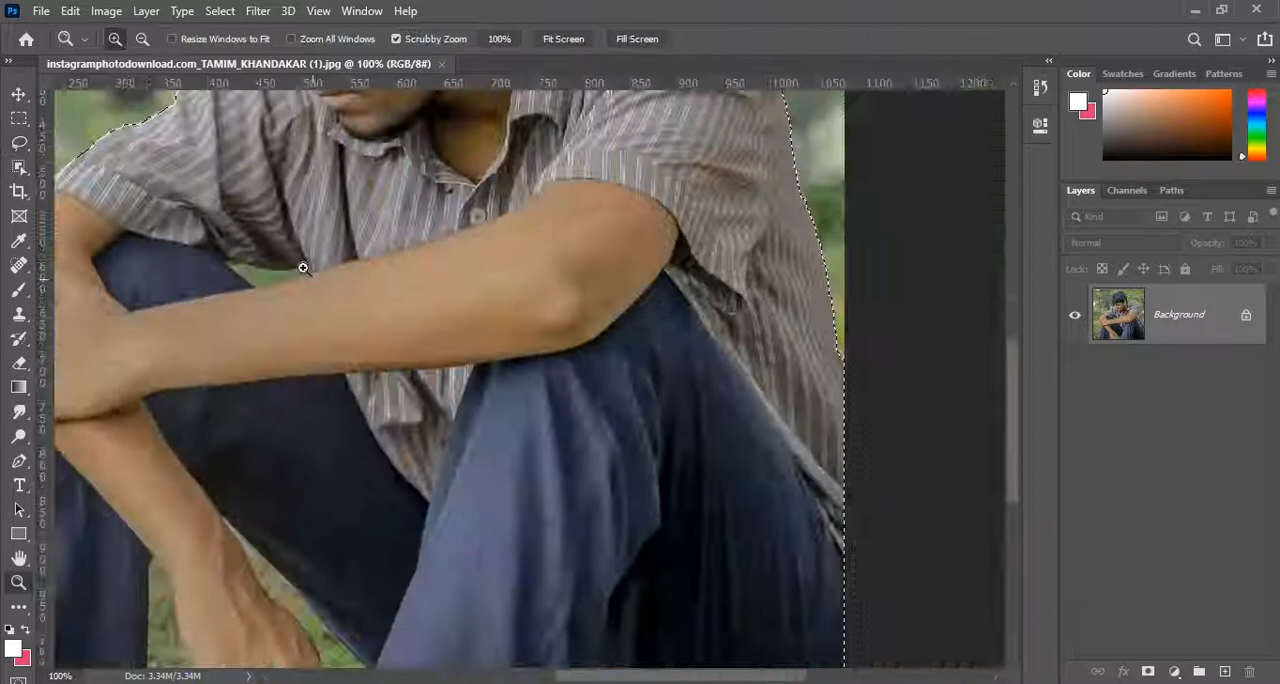 Ps File Edit Image Layer Type Select Filter 3D View Window Help
Resize Windows to Fit Zoom All Windows Scrubby Zoom 100% Fit Screen Fill Screen
instagramphotodownload.com_TAMIM_KHANDAKAR (1).jpg @ 100% (RGB/8#) ×
250 300 350 400 450 500 550 600 650 700 750 800 850 900 950 1000 1050 1100 1150 1200
Color Swatches Gradients Patterns
Layers Channels Paths
Kind
Normal Opacity: 100%
Lock: Fill: 100%
Background
100% Doc: 3.34M/3.34M